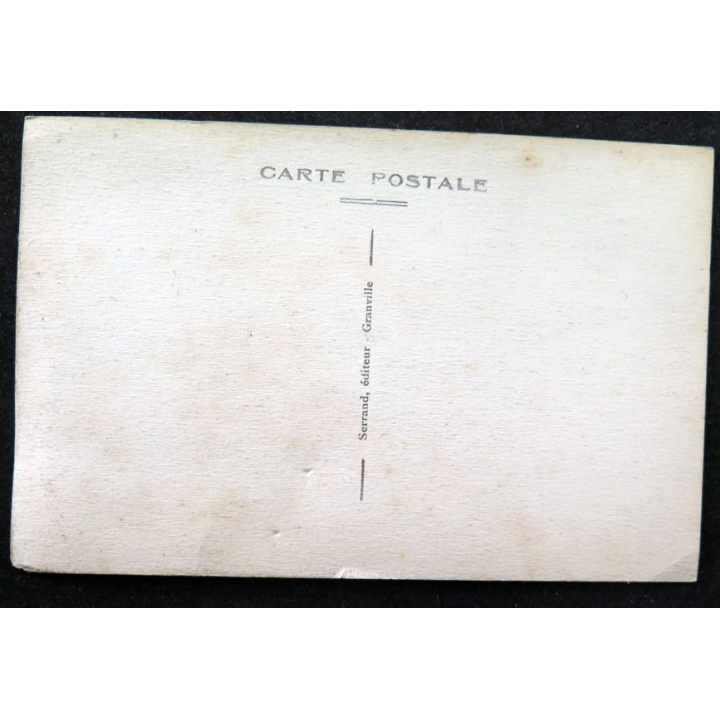 CARTE POSTALE
Serrand, éditeur - Granville